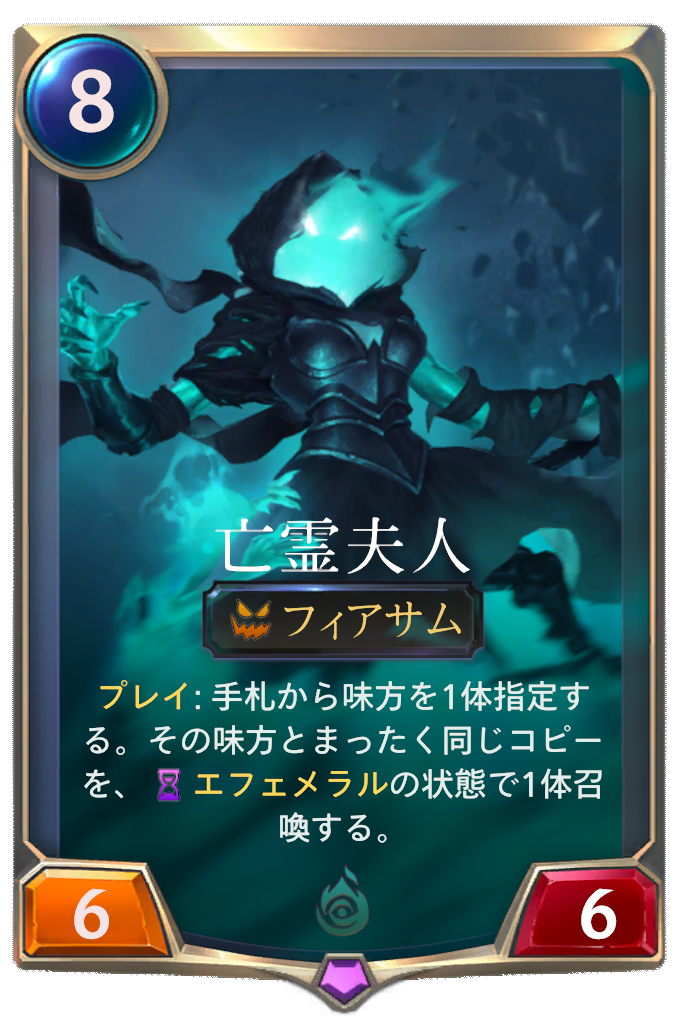 8
亡霊夫人
フィアサム
プレイ: 手札から味方を1体指定す
る。その味方とまったく同じコピー
を、 エフェメラルの状態で1体召
喚する。
6
6